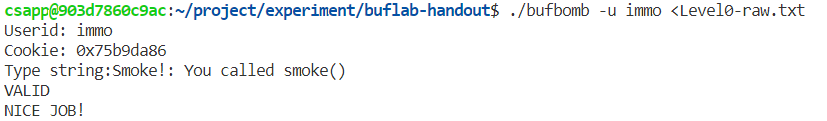 csapp@903d7860c9ac:~/project/experiment/buflab-handout$ ./bufbomb -u immo <Level0-raw.txt
Userid: immo
Cookie: 0x75b9da86
Type string:Smoke!: You called smoke()
VALID
NICE JOB!